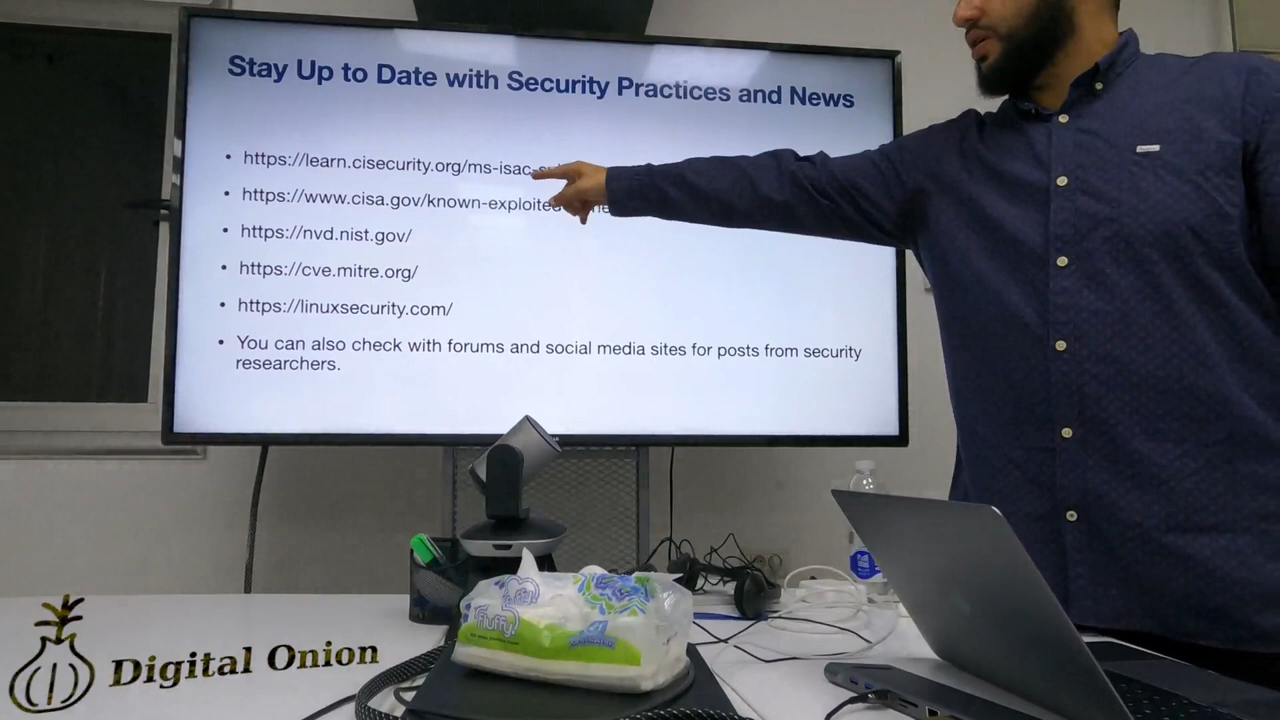 Stay Up to Date with Security Practices and News
• https://learn.cisecurity.org/ms-isac-
• https://www.cisa.gov/known-exploited
• https://nvd.nist.gov/
• https://cve.mitre.org/
• https://linuxsecurity.com/
• You can also check with forums and social media sites for posts from security
researchers.
Fluffy!
Digital Onion